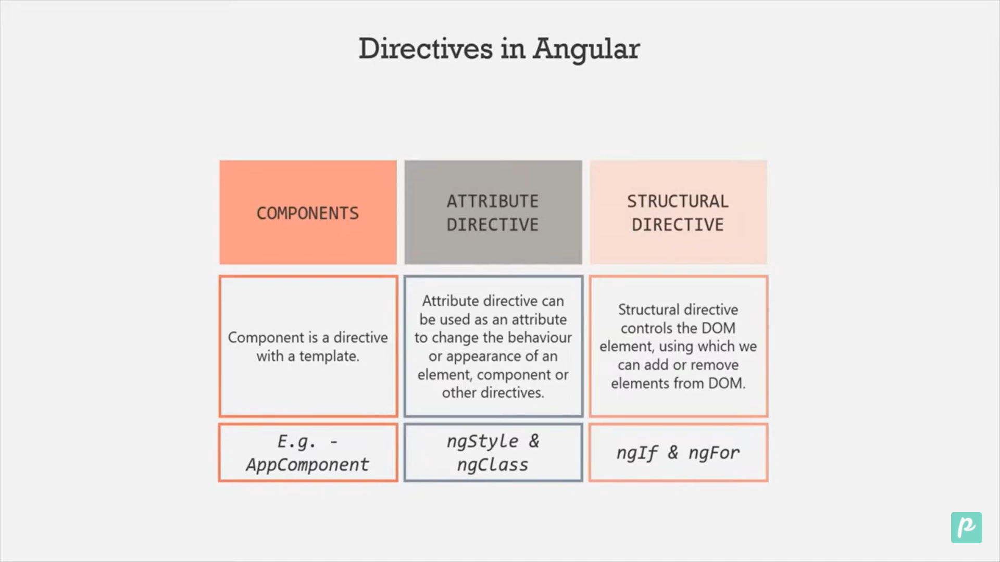 Directives in Angular
COMPONENTS
ATTRIBUTE
DIRECTIVE
STRUCTURAL
DIRECTIVE
Component is a directive
with a template.
Attribute directive can
be used as an attribute
to change the behaviour
or appearance of an
element, component or
other directives.
Structural directive
controls the DOM
element, using which we
can add or remove
elements from DOM.
E.g. -
AppComponent
ngStyle &
ngClass
ngIf & ngFor
p